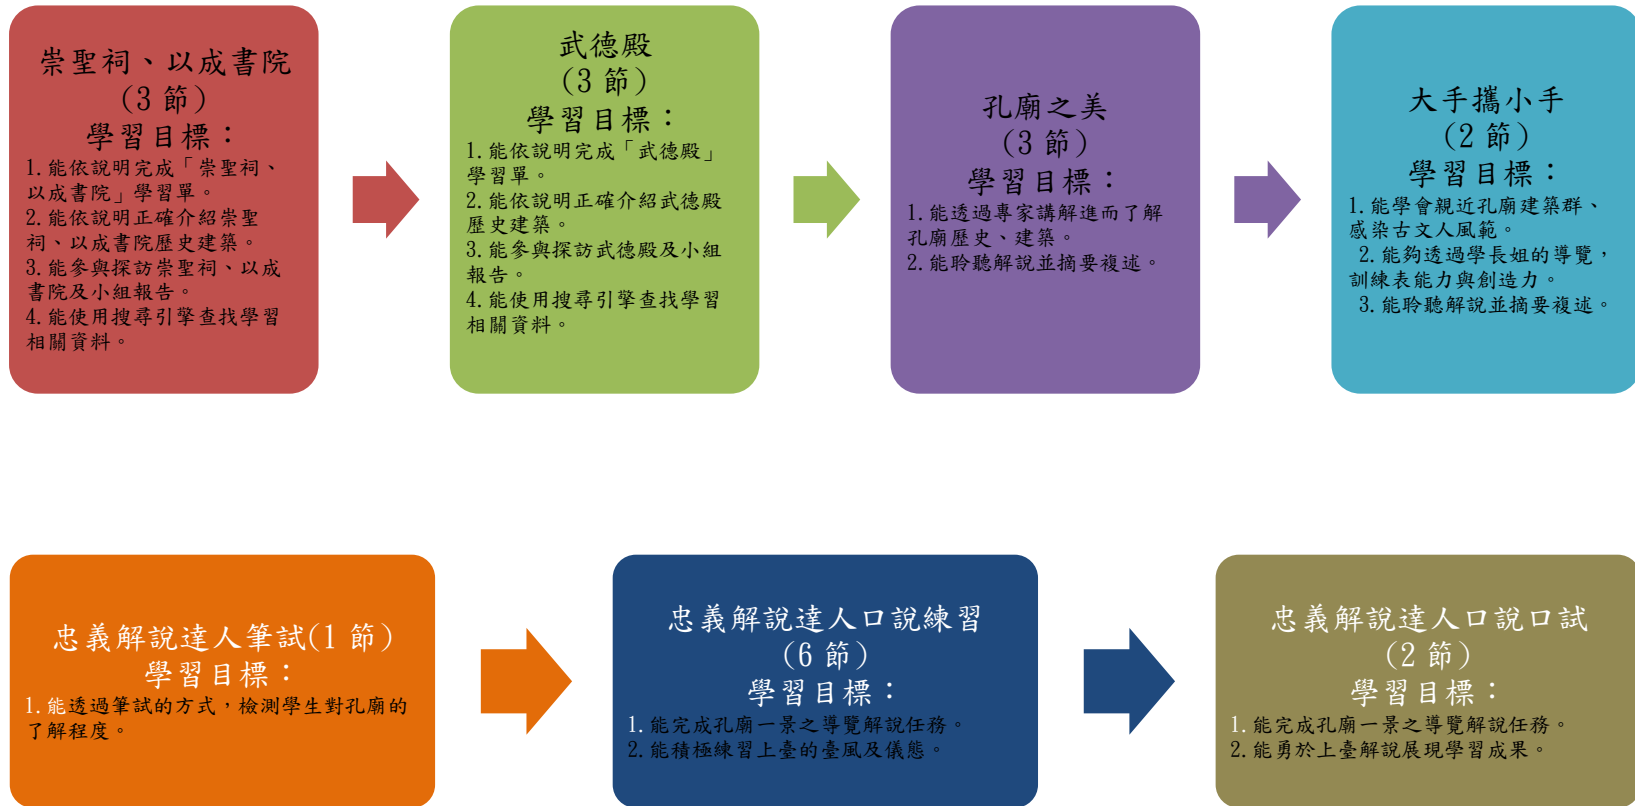 崇聖祠、以成書院
(3 節)
學習目標：
1.能依說明完成「崇聖祠、
以成書院」學習單。
2.能依說明正確介紹崇聖
祠、以成書院歷史建築。
3.能參與探訪崇聖祠、以成
書院及小組報告。
4.能使用搜尋引擎查找學習
相關資料。
武德殿
(3 節)
學習目標：
1.能依說明完成「武德殿」
學習單。
2.能依說明正確介紹武德殿
歷史建築。
3.能參與探訪武德殿及小組
報告。
4.能使用搜尋引擎查找學習
相關資料。
孔廟之美
(3 節)
學習目標：
1.能透過專家講解進而了解
孔廟歷史、建築。
2.能聆聽解說並摘要複述。
大手攜小手
(2 節)
學習目標：
1.能學會親近孔廟建築群、
感染古文人風範。
2.能夠透過學長姐的導覽，
訓練表能力與創造力。
3.能聆聽解說並摘要複述。
忠義解說達人筆試(1 節)
學習目標：
1.能透過筆試的方式，檢測學生對孔廟的
了解程度。
忠義解說達人口說練習
(6 節)
學習目標：
1.能完成孔廟一景之導覽解說任務。
2.能積極練習上臺的臺風及儀態。
忠義解說達人口說口試
(2 節)
學習目標：
1.能完成孔廟一景之導覽解說任務。
2.能勇於上臺解說展現學習成果。